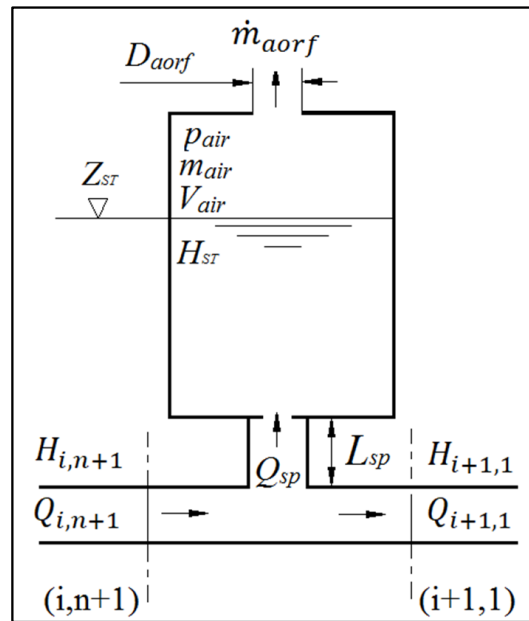 ṁ_aorf
D_aorf
p_air
m_air
Z_ST
V_air
H_ST
H_i,n+1
Q_sp
L_sp
H_i+1,1
Q_i,n+1
Q_i+1,1
(i,n+1)
(i+1,1)